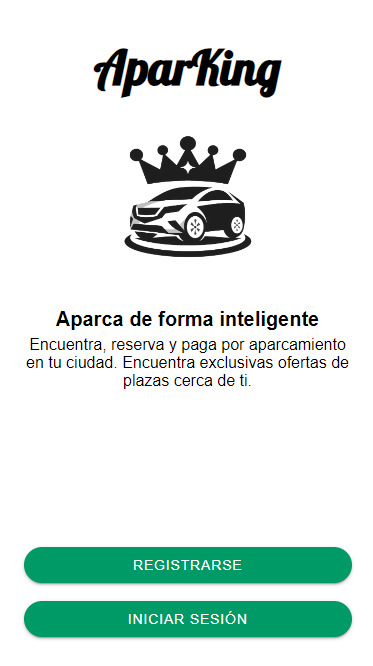 AparKing
Aparca de forma inteligente
Encuentra, reserva y paga por aparcamiento
en tu ciudad. Encuentra exclusivas ofertas de
plazas cerca de ti.
REGISTRARSE
INICIAR SESIÓN